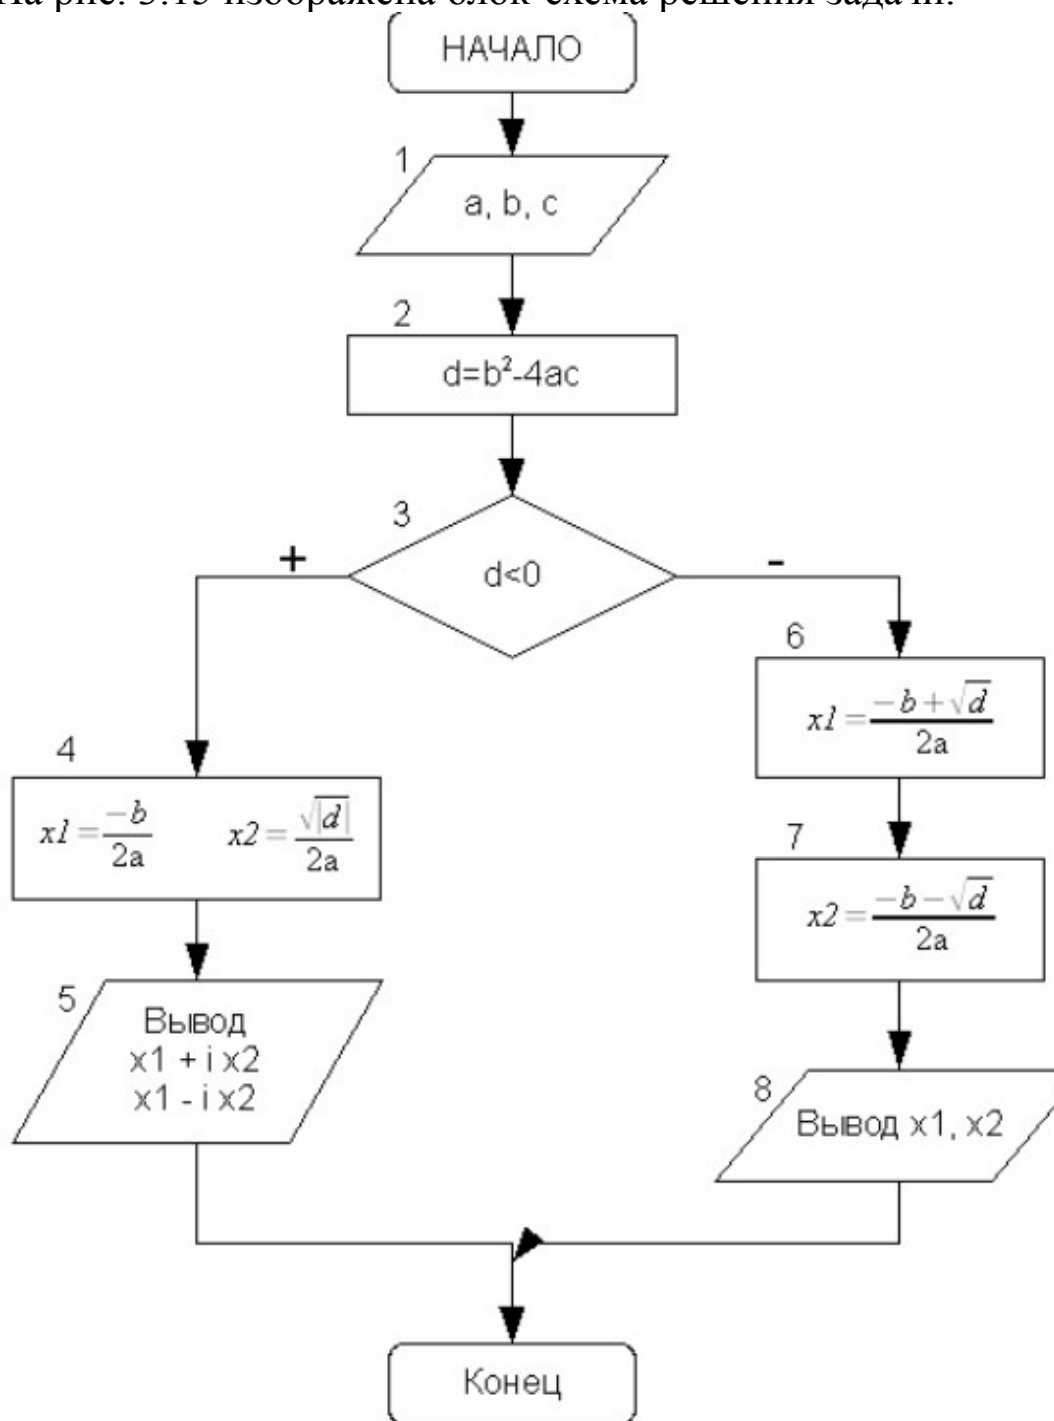 На рис. 3.15 изображена блок-схема решения задачи.
НАЧАЛО
1
a, b, c
2
d=b²-4ac
3
d<0
+
-
4
x1 = -b / 2a x2 = √|d| / 2a
5
Вывод
x1 + i x2
x1 - i x2
6
x1 = -b + √d / 2a
7
x2 = -b - √d / 2a
8
Вывод x1, x2
Конец